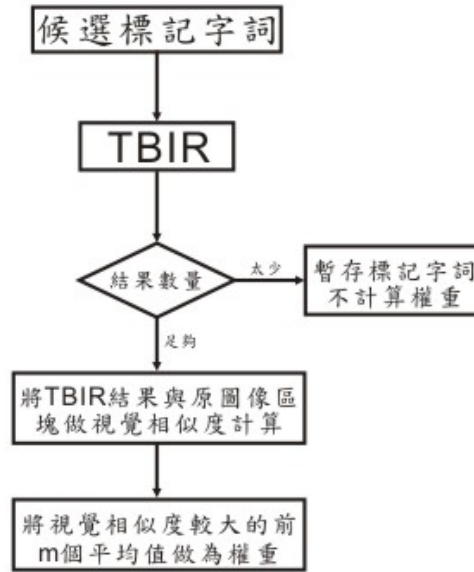 候選標記字詞
TBIR
結果數量
太少
暫存標記字詞
不計算權重
足夠
將TBIR結果與原圖像區
塊做視覺相似度計算
將視覺相似度較大的前
m個平均值做為權重